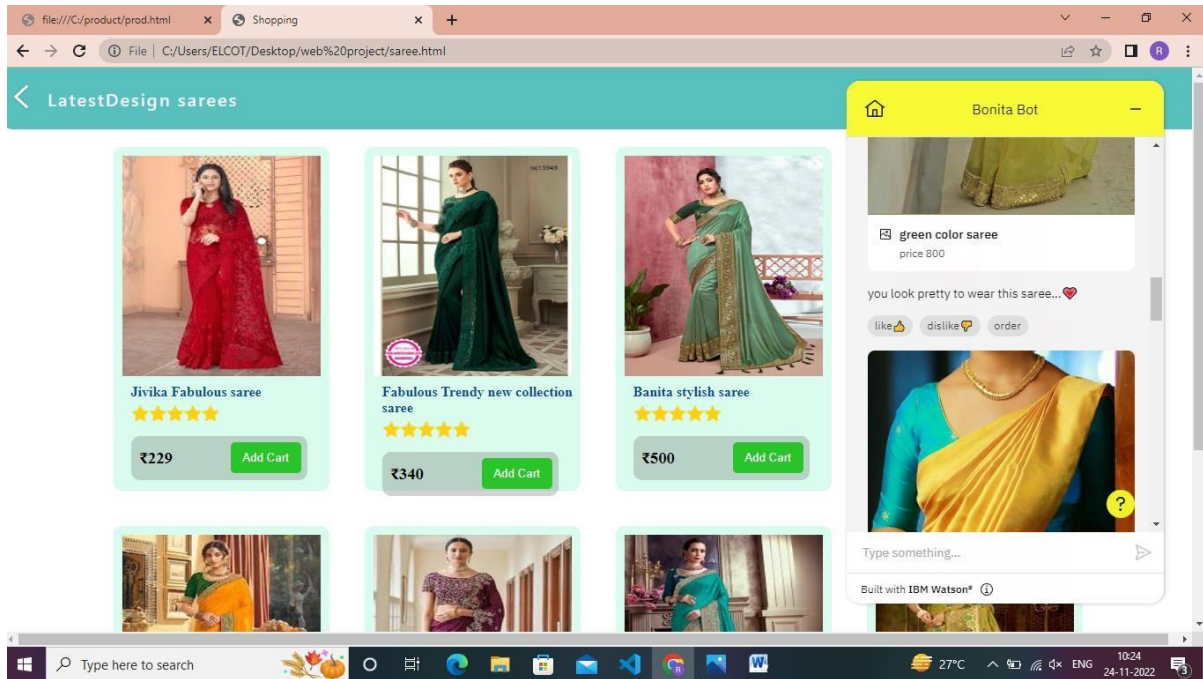 file:///C:/product/prod.html
Shopping
File | C:/Users/ELCOT/Desktop/web%20project/saree.html
R
LatestDesign sarees
Bonita Bot
green color saree
price 800
you look pretty to wear this saree...
like
dislike
order
Type something...
Built with IBM Watson®
nc13949
Jivika Fabulous saree
₹229
Add Cart
Fabulous Trendy new collection
saree
₹340
Add Cart
Banita stylish saree
₹500
Add Cart
?
Type here to search
R
W
27°C
ENG
10:24
24-11-2022
3